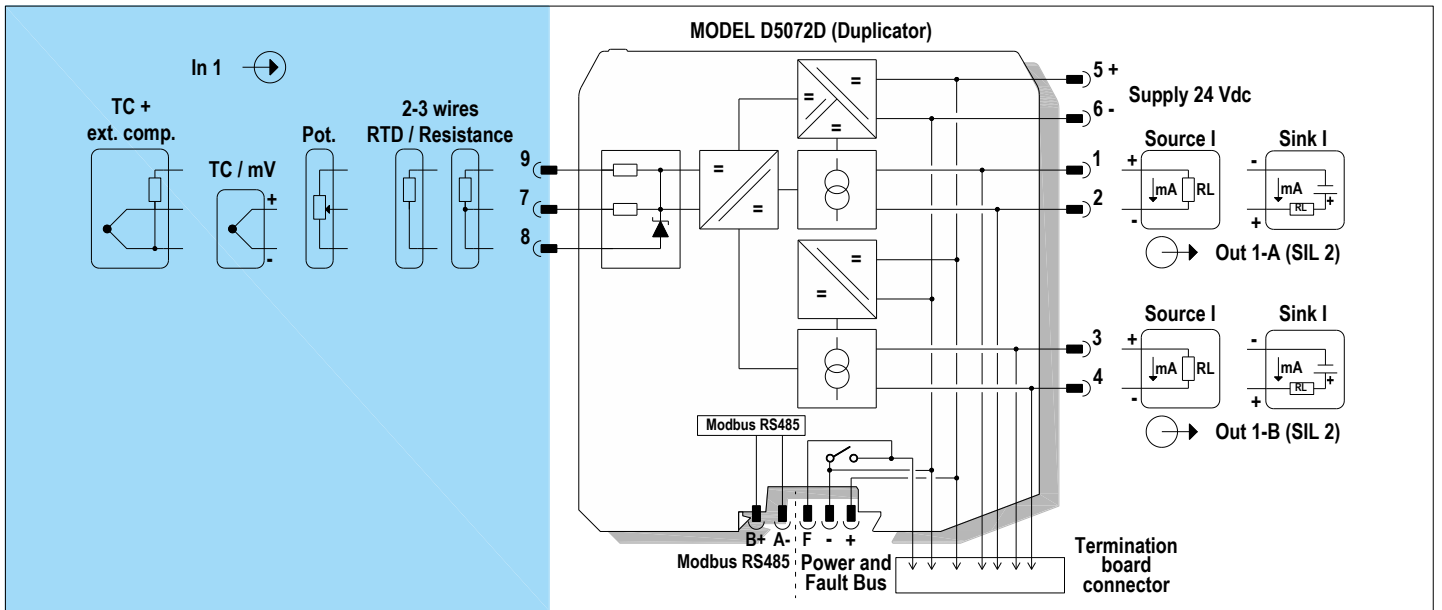 MODEL D5072D (Duplicator)
In 1
TC +
ext. comp.
TC / mV
+
-
Pot.
2-3 wires
RTD / Resistance
9
7
8
=
=
=
=
=
=
=
5 +
6 -
Supply 24 Vdc
1
2
Source I
+
mA
RL
-
Sink I
-
mA
+
RL
+
Out 1-A (SIL 2)
3
4
Source I
+
mA
RL
-
Sink I
-
mA
+
RL
+
Out 1-B (SIL 2)
Modbus RS485
B+ A- F - +
Modbus RS485
Power and
Fault Bus
Termination
board
connector